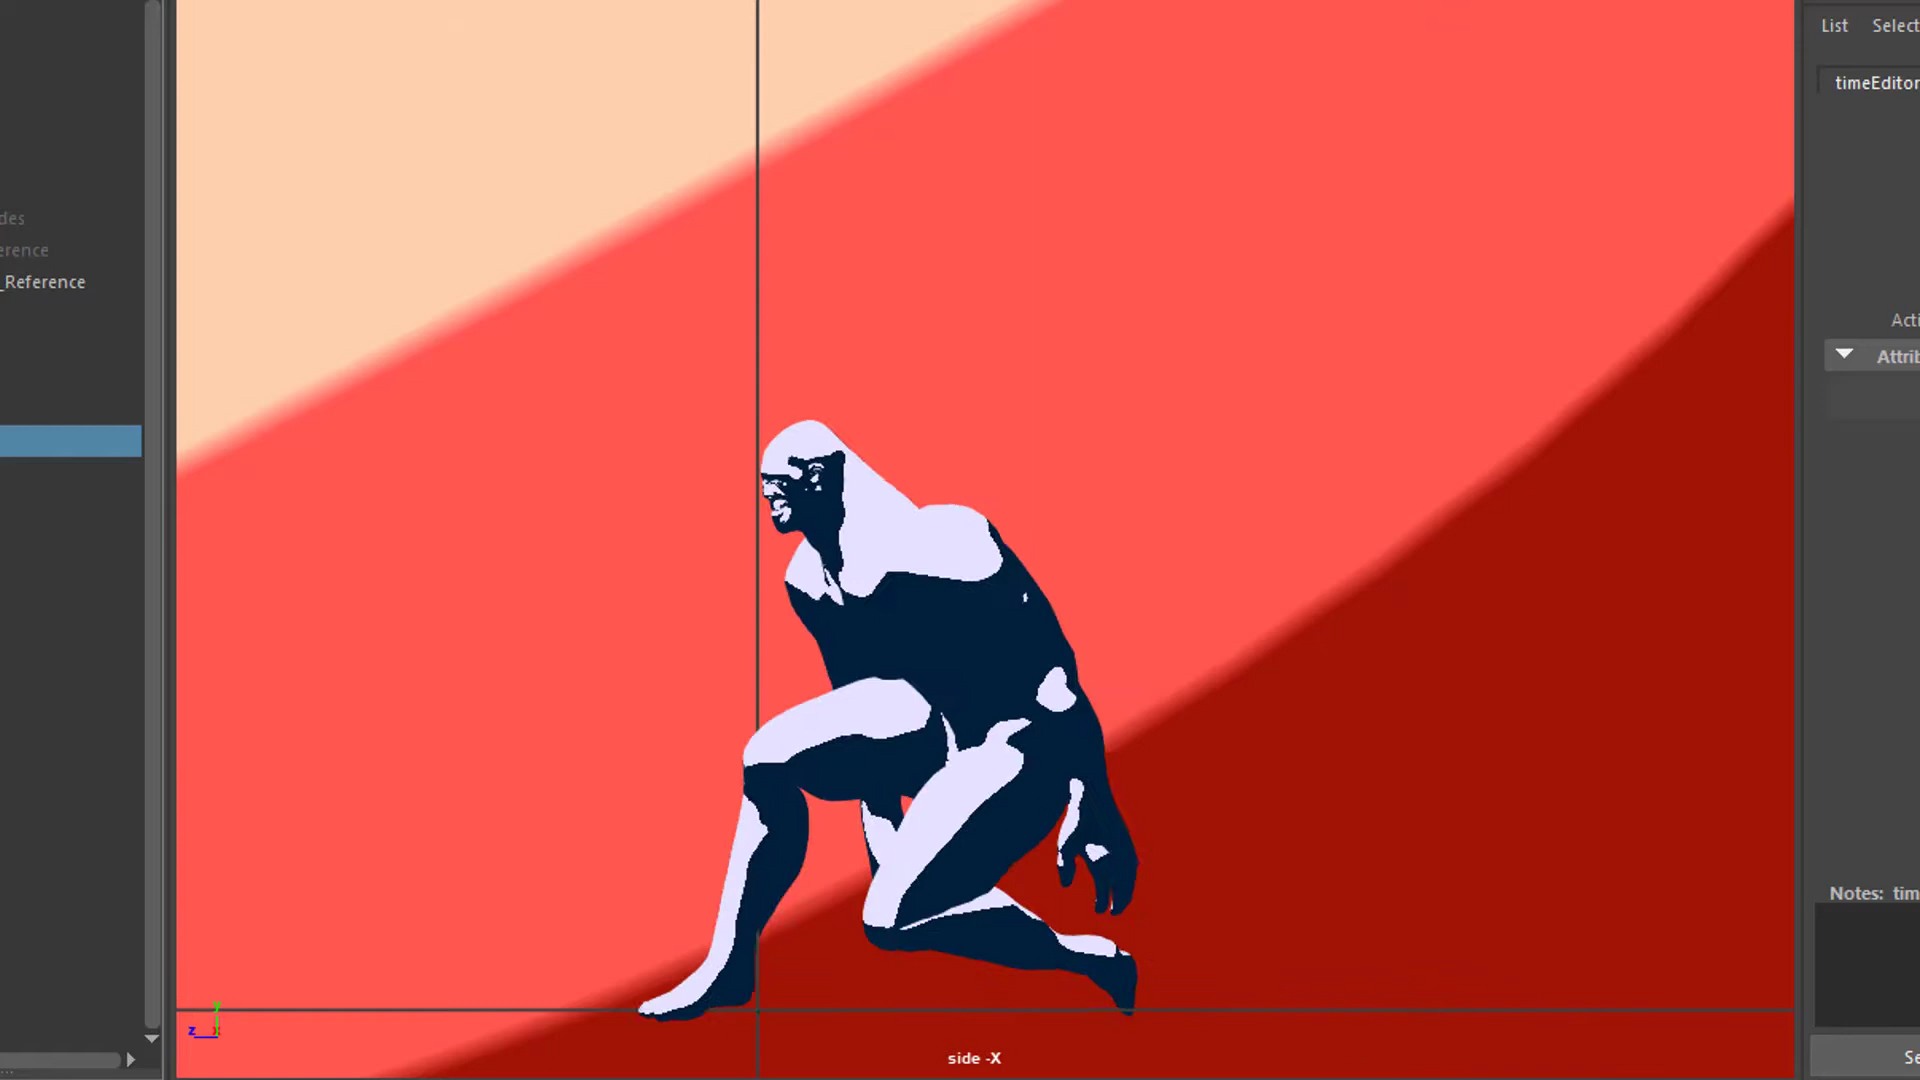 List Select
timeEditor
des
erence
_Reference
Acti
Attrib
Notes: tim
y
z x
side -X
Se